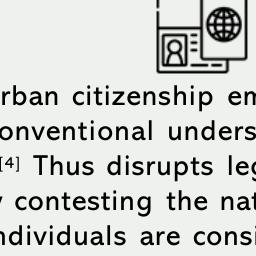 rban citizenship em
onventional unders
[4] Thus disrupts leg
y contesting the nat
ndividuals are consi